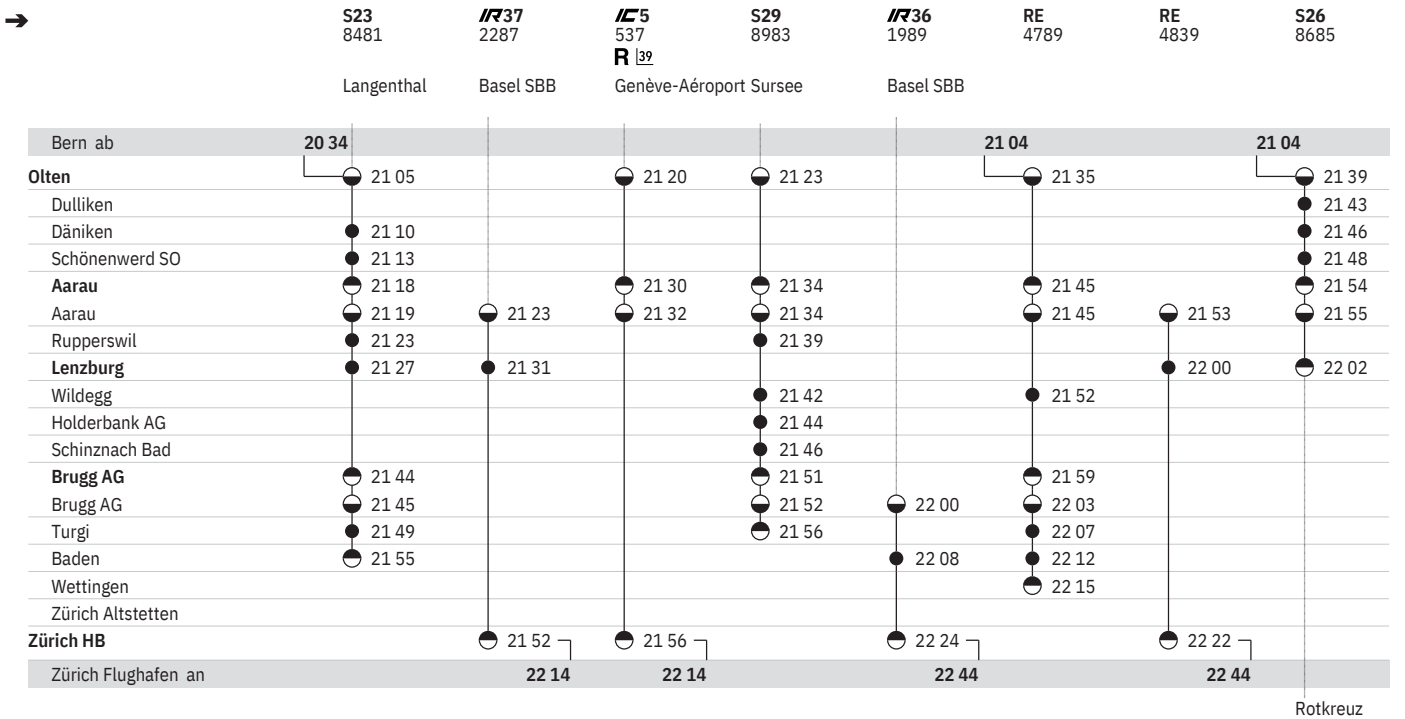 ➔ S23 IR37 IC5 S29 IR36 RE RE S26
8481 2287 537 8983 1989 4789 4839 8685
R 39
Langenthal Basel SBB Genève-Aéroport Sursee Basel SBB
Bern ab 20 34 21 04 21 04
Olten 21 05 21 20 21 23 21 35 21 39
Dulliken 21 43
Däniken 21 10 21 46
Schönenwerd SO 21 13 21 48
Aarau 21 18 21 30 21 34 21 45 21 54
Aarau 21 19 21 23 21 32 21 34 21 45 21 53 21 55
Rupperswil 21 23 21 39
Lenzburg 21 27 21 31 22 00 22 02
Wildegg 21 42 21 52
Holderbank AG 21 44
Schinznach Bad 21 46
Brugg AG 21 44 21 51 21 59
Brugg AG 21 45 21 52 22 00 22 03
Turgi 21 49 21 56 22 07
Baden 21 55 22 08 22 12
Wettingen 22 15
Zürich Altstetten
Zürich HB 21 52 21 56 22 24 22 22
Zürich Flughafen an 22 14 22 14 22 44 22 44
Rotkreuz